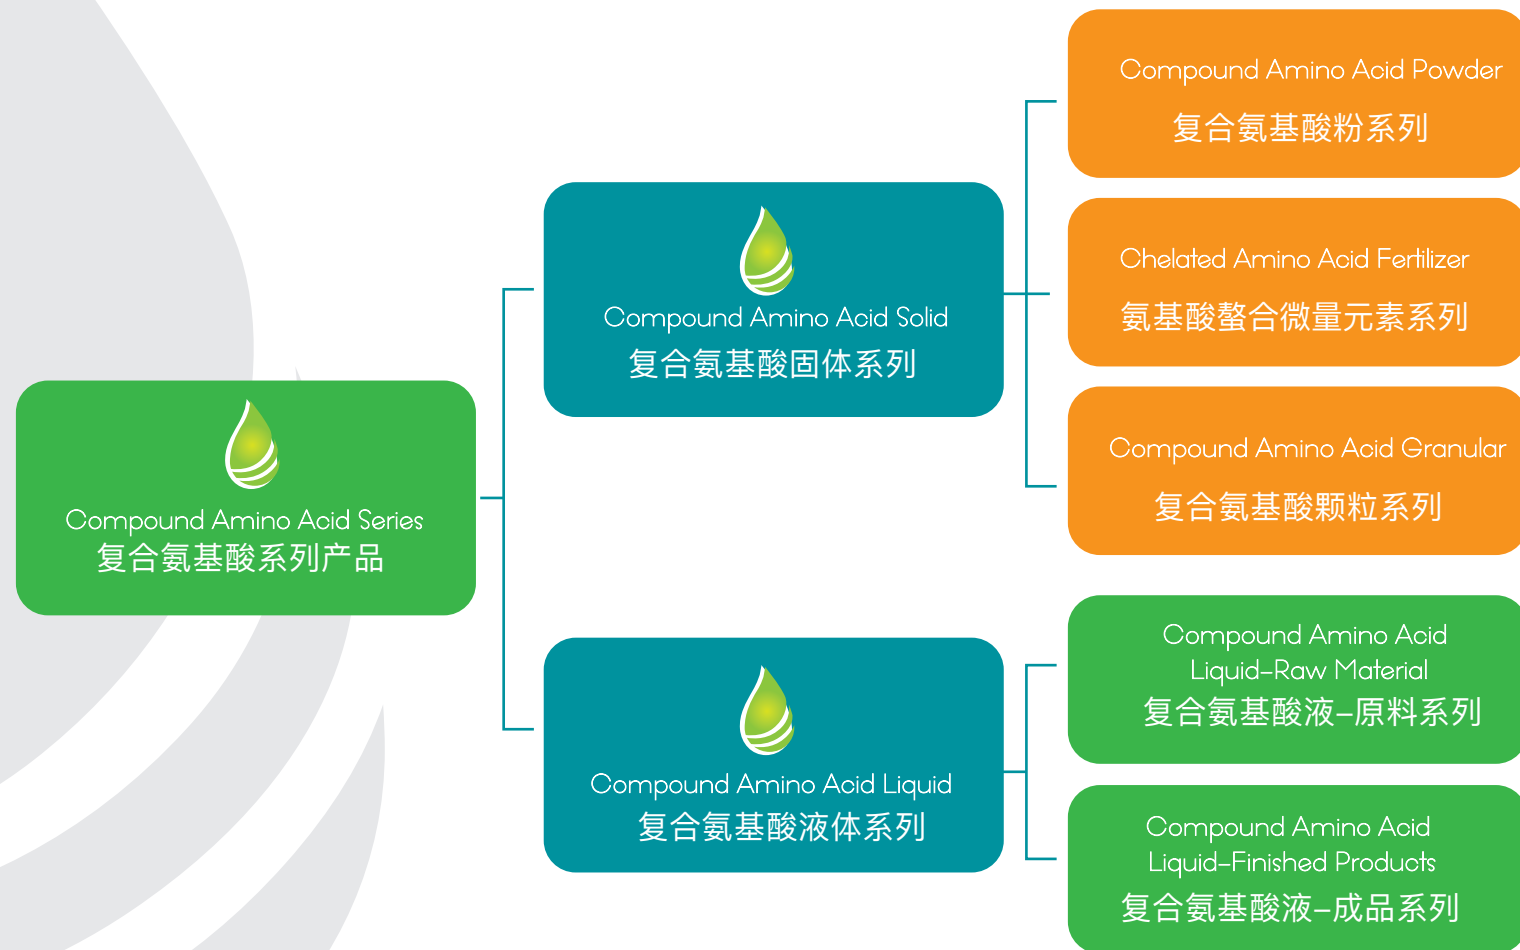 Compound Amino Acid Series
复合氨基酸系列产品
Compound Amino Acid Solid
复合氨基酸固体系列
Compound Amino Acid Powder
复合氨基酸粉系列
Chelated Amino Acid Fertilizer
氨基酸螯合微量元素系列
Compound Amino Acid Granular
复合氨基酸颗粒系列
Compound Amino Acid Liquid
复合氨基酸液体系列
Compound Amino Acid
Liquid-Raw Material
复合氨基酸液-原料系列
Compound Amino Acid
Liquid-Finished Products
复合氨基酸液-成品系列